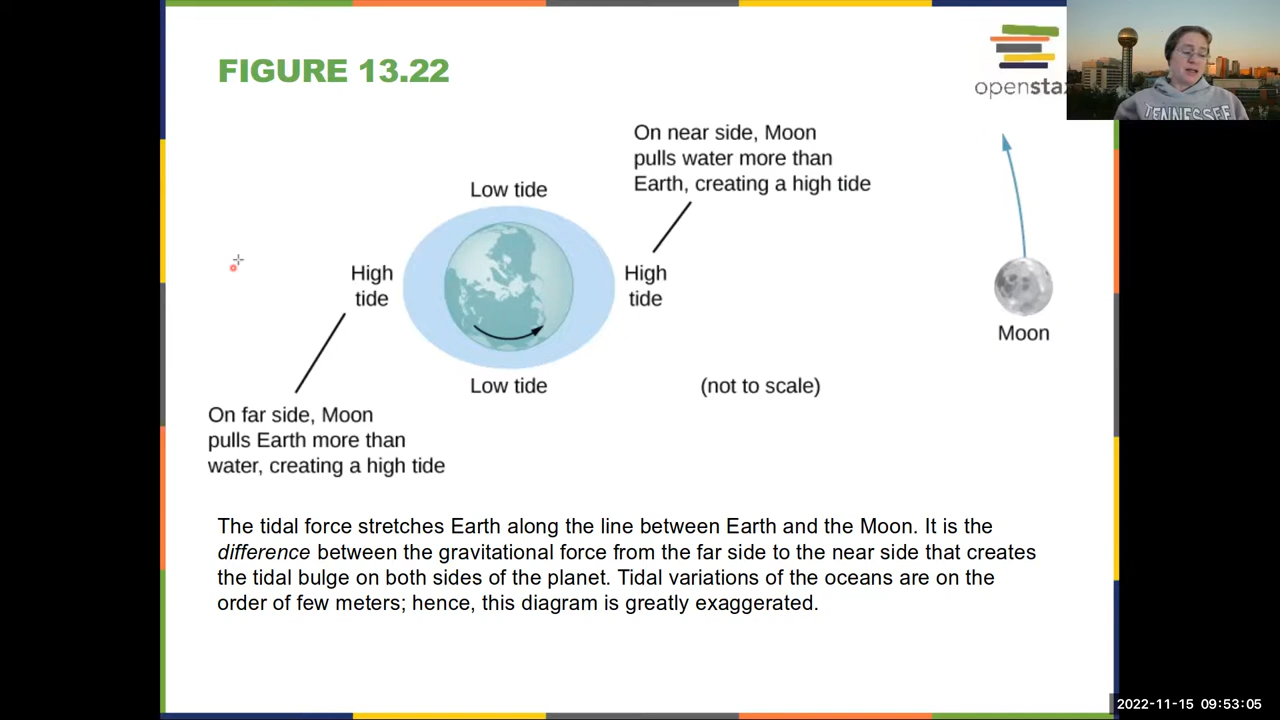 FIGURE 13.22
openstax
TENNESSEE
On near side, Moon
pulls water more than
Earth, creating a high tide
Low tide
High
tide
High
tide
Moon
Low tide
(not to scale)
On far side, Moon
pulls Earth more than
water, creating a high tide
The tidal force stretches Earth along the line between Earth and the Moon. It is the
difference between the gravitational force from the far side to the near side that creates
the tidal bulge on both sides of the planet. Tidal variations of the oceans are on the
order of few meters; hence, this diagram is greatly exaggerated.
2022-11-15 09:53:05